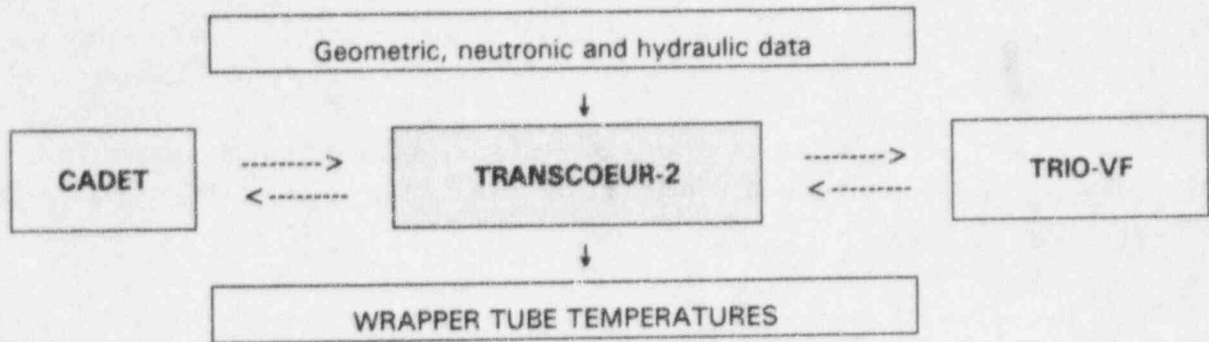 Geometric, neutronic and hydraulic data
↓
CADET --------> <-------- TRANSCOEUR-2 --------> <-------- TRIO-VF
↓
WRAPPER TUBE TEMPERATURES